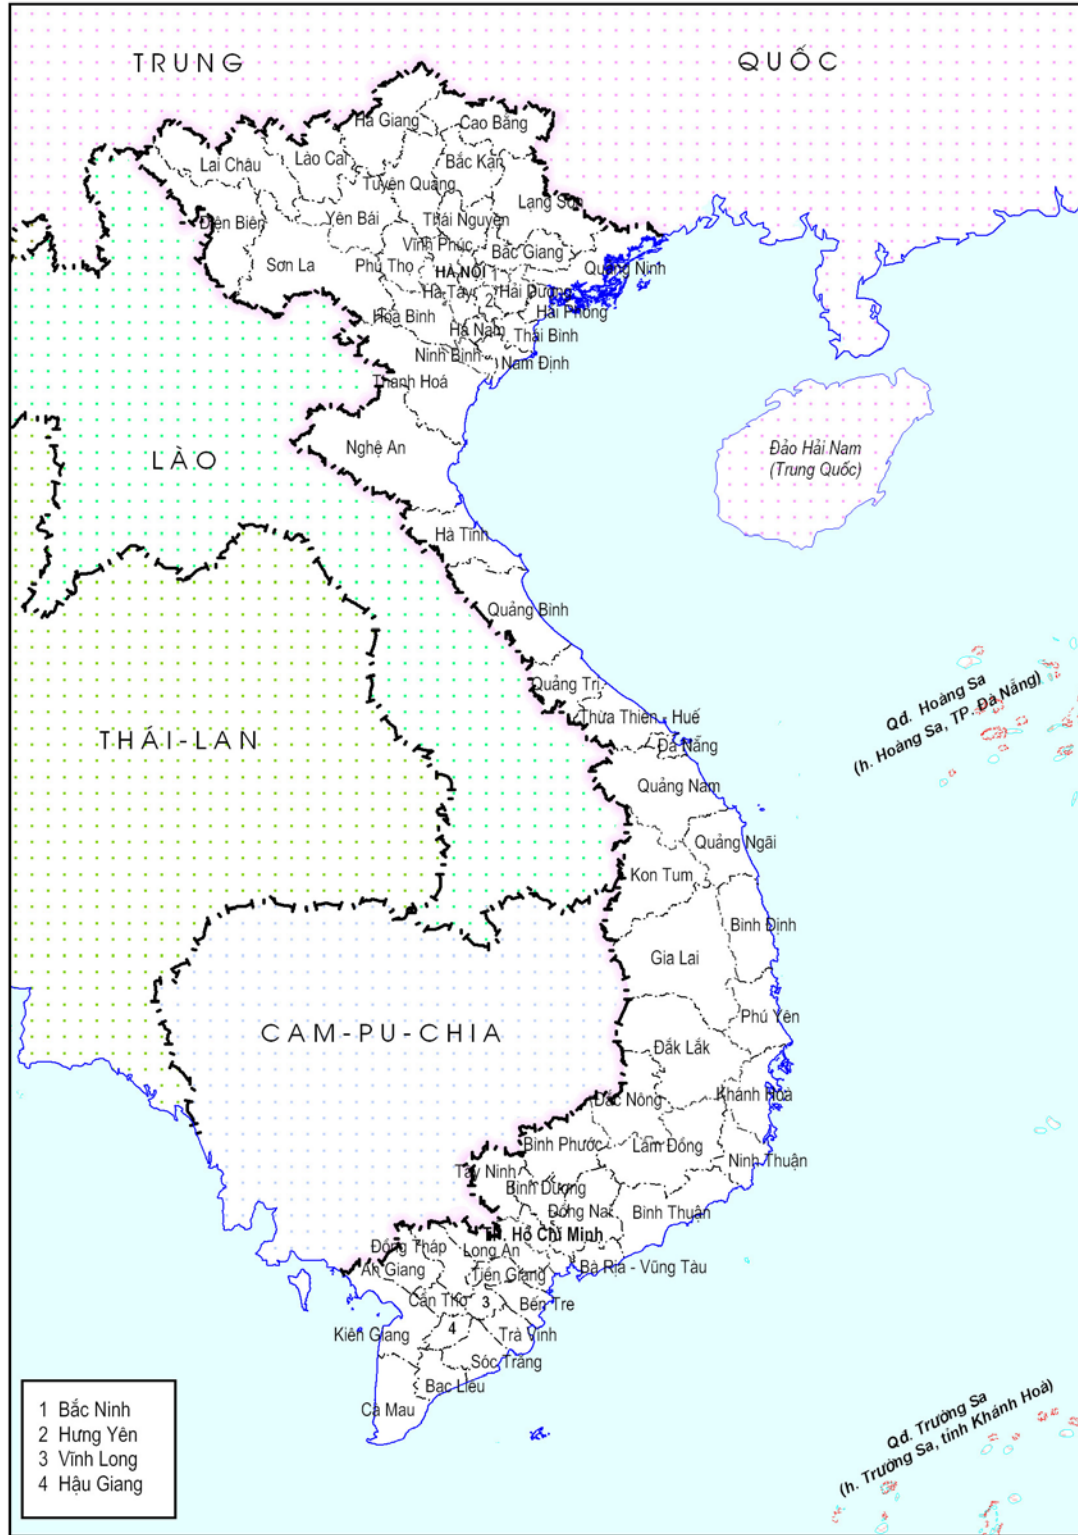 TRUNG
QUỐC
Hà Giang
Cao Bằng
Lai Châu
Lào Cai
Bắc Kạn
Tuyên Quang
Lạng Sơn
Điện Biên
Yên Bái
Thái Nguyên
Vĩnh Phúc
Bắc Giang
Sơn La
Phú Thọ
HÀ NỘI
1
Quảng Ninh
Hà Tây
2
Hải Dương
Hải Phòng
Hoà Bình
Hà Nam
Thái Bình
Ninh Bình
Nam Định
Thanh Hoá
Nghệ An
LÀO
Đảo Hải Nam
(Trung Quốc)
Hà Tĩnh
Quảng Bình
Quảng Trị
Thừa Thiên - Huế
Đà Nẵng
Qđ. Hoàng Sa
(h. Hoàng Sa, TP. Đà Nẵng)
THÁI-LAN
Quảng Nam
Quảng Ngãi
Kon Tum
Bình Định
Gia Lai
Phú Yên
CAM-PU-CHIA
Đắk Lắk
Khánh Hoà
Đắc Nông
Bình Phước
Lâm Đồng
Ninh Thuận
Tây Ninh
Bình Dương
Đồng Nai
Bình Thuận
Hồ Chí Minh
Đồng Tháp
Long An
An Giang
Tiền Giang
Bà Rịa - Vũng Tàu
Cần Thơ
3
Bến Tre
Kiên Giang
4
Trà Vinh
Sóc Trăng
Bạc Liêu
Cà Mau
Qđ. Trường Sa
(h. Trường Sa, tỉnh Khánh Hoà)
1 Bắc Ninh
2 Hưng Yên
3 Vĩnh Long
4 Hậu Giang